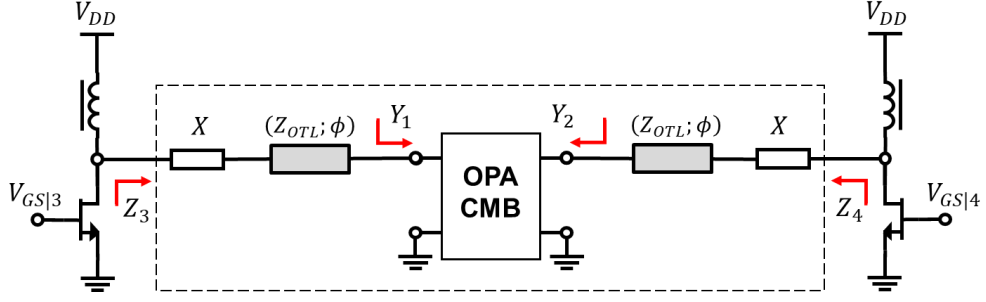 V_DD V_DD
X (Z_OTL; ϕ) Y_1 Y_2 (Z_OTL; ϕ) X
OPA
CMB
V_GS|3 Z_3 Z_4 V_GS|4